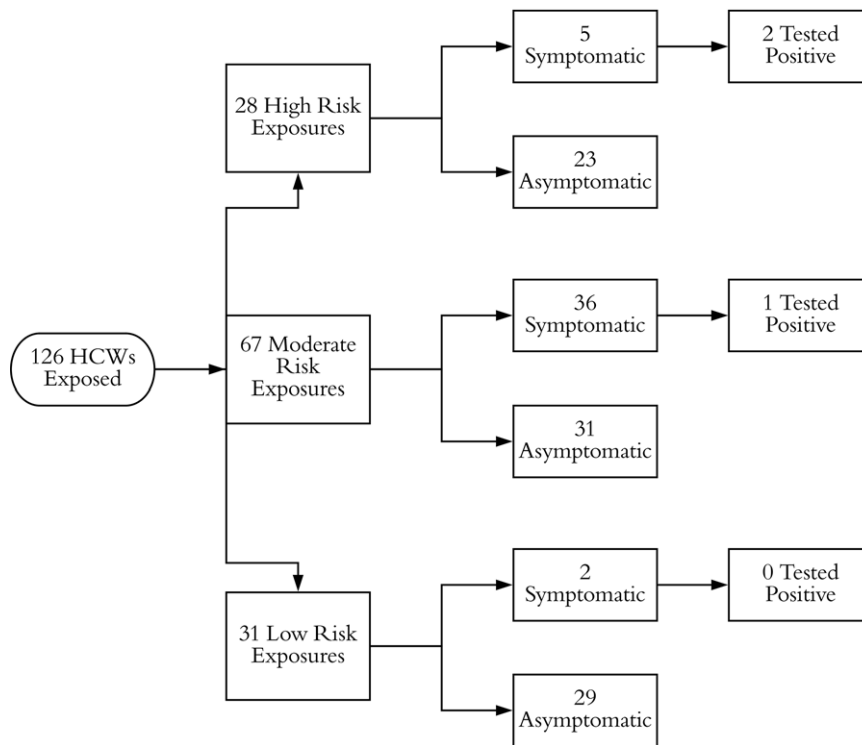 5
Symptomatic
2 Tested
Positive
28 High Risk
Exposures
23
Asymptomatic
126 HCWs
Exposed
67 Moderate
Risk
Exposures
36
Symptomatic
1 Tested
Positive
31
Asymptomatic
31 Low Risk
Exposures
2
Symptomatic
0 Tested
Positive
29
Asymptomatic